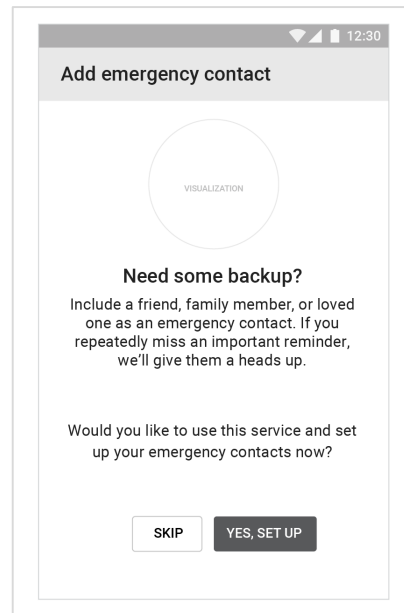 12:30
Add emergency contact
VISUALIZATION
Need some backup?
Include a friend, family member, or loved
one as an emergency contact. If you
repeatedly miss an important reminder,
we’ll give them a heads up.
Would you like to use this service and set
up your emergency contacts now?
SKIP
YES, SET UP